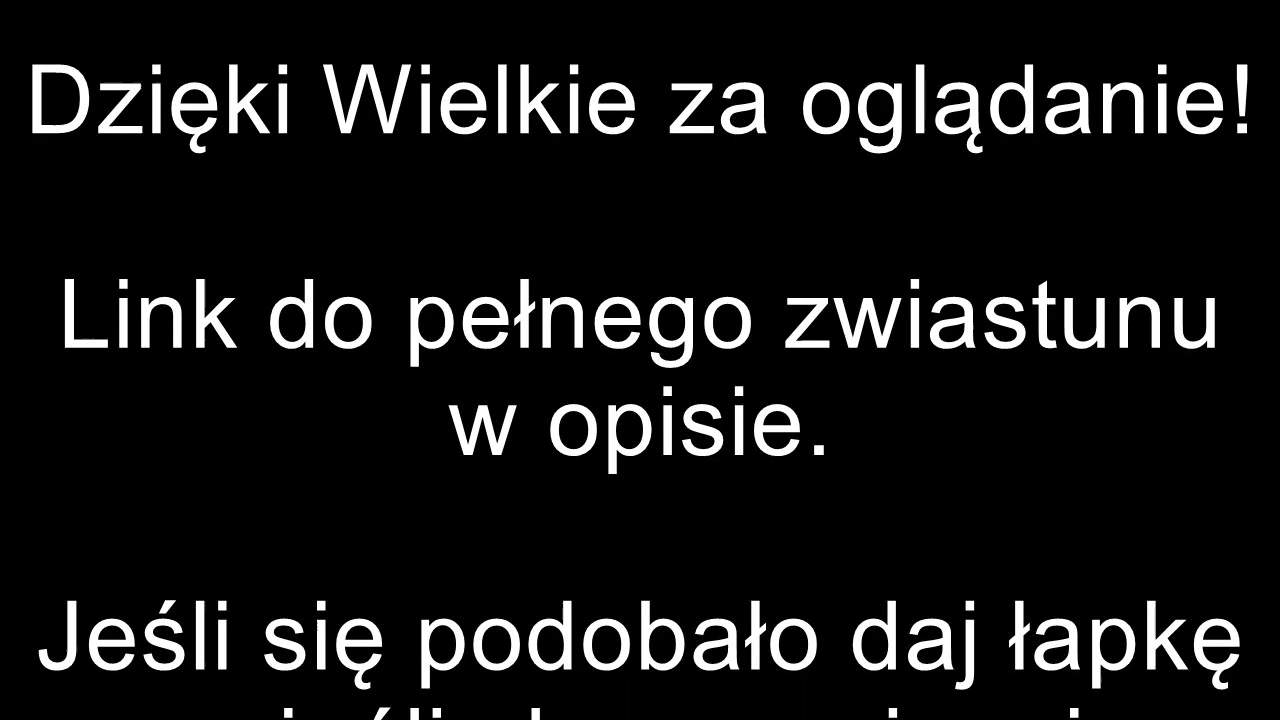 Dzięki Wielkie za oglądanie!
Link do pełnego zwiastunu
w opisie.
Jeśli się podobało daj łapkę